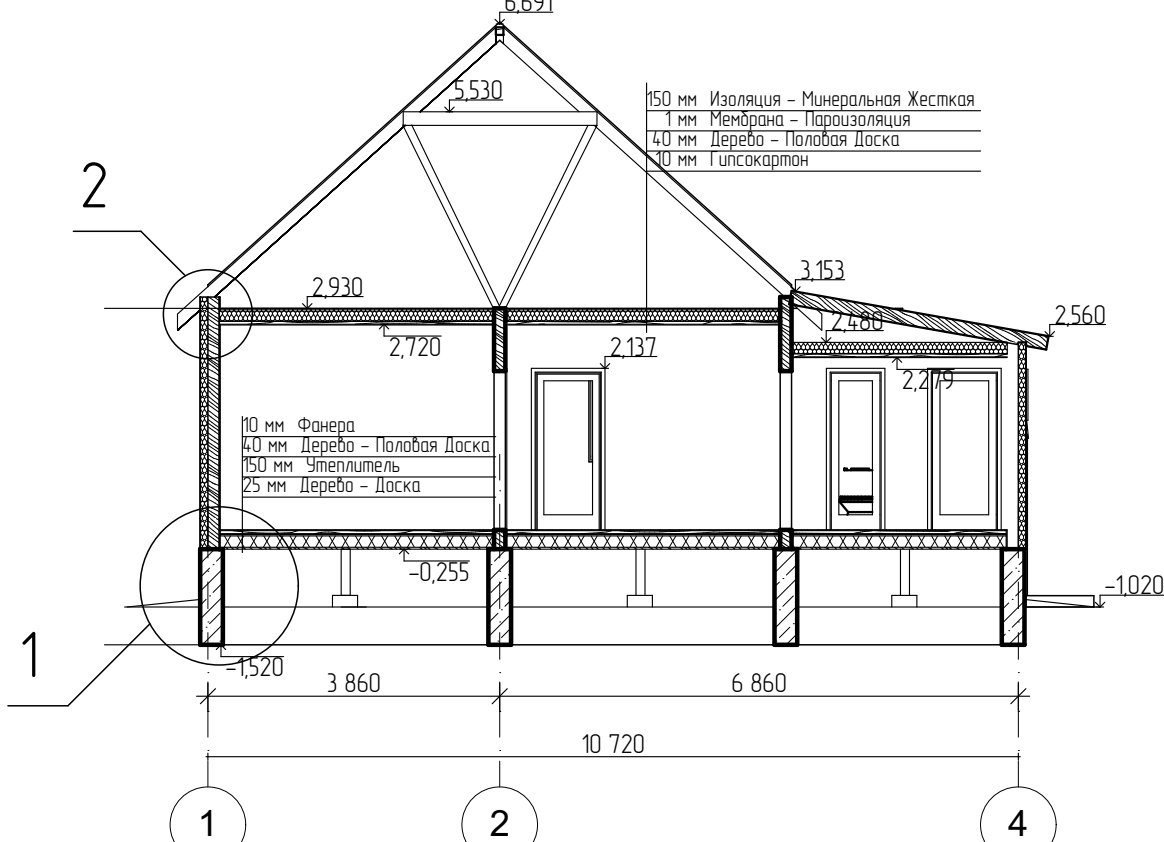 6,691
5,530
150 мм Изоляция – Минеральная Жесткая
1 мм Мембрана – Пароизоляция
40 мм Дерево – Половая Доска
10 мм Гипсокартон
2
3,153
2,930
2,560
2,480
2,720
2,137
2,279
10 мм Фанера
40 мм Дерево – Половая Доска
150 мм Утеплитель
25 мм Дерево – Доска
-0,255
-1,020
1
-1,520
3 860
6 860
10 720
1
2
4